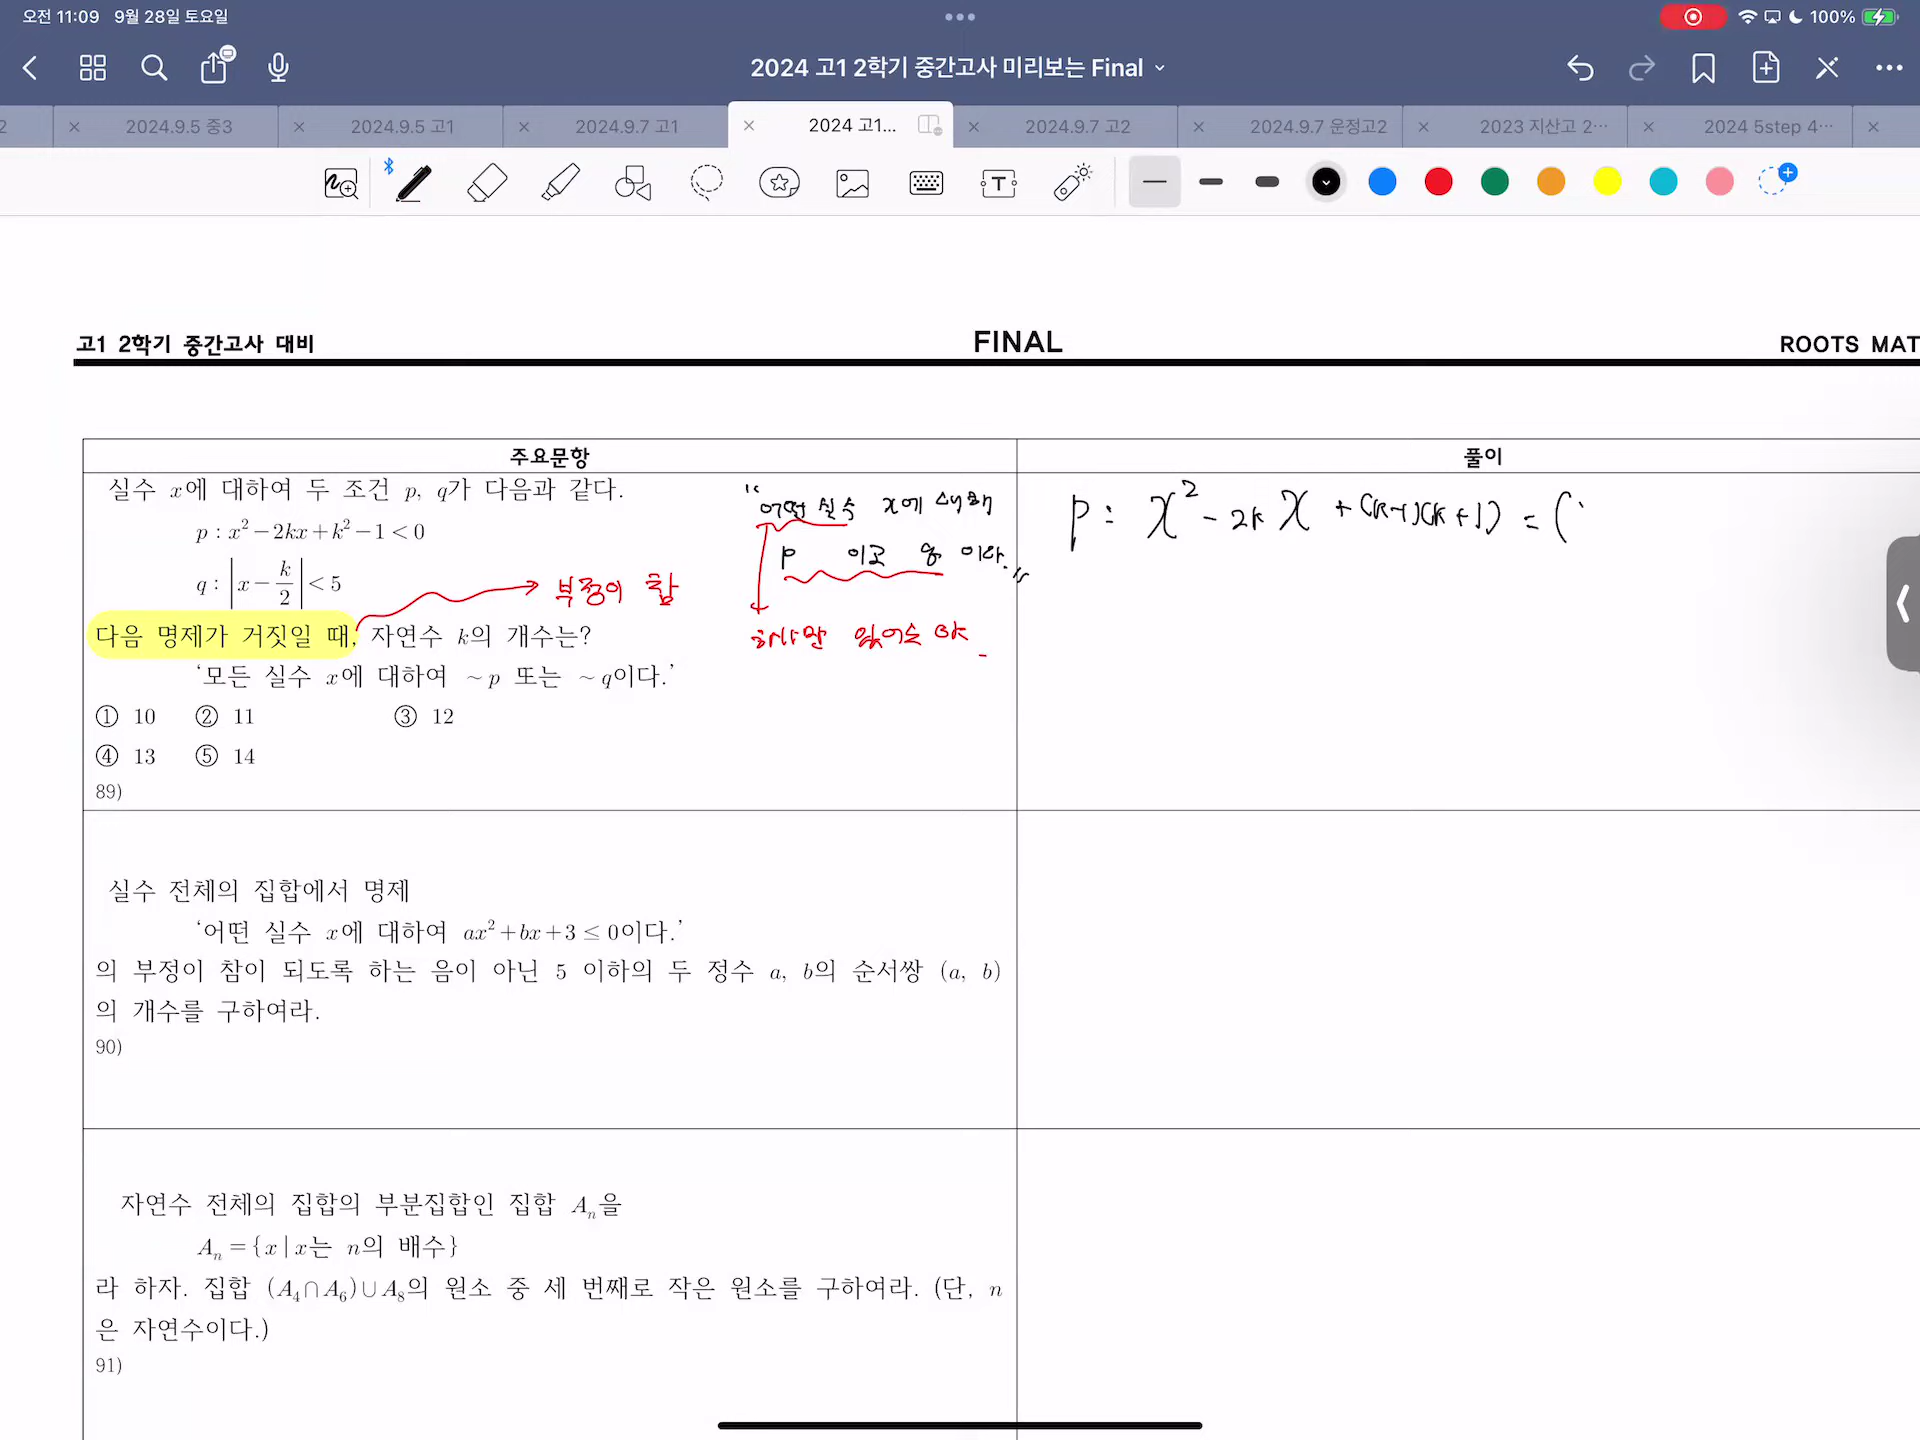 오전 11:09 9월 28일 토요일
100%
2024 고1 2학기 중간고사 미리보는 Final
2
2024.9.5 중3
2024.9.5 고1
2024.9.7 고1
2024 고1...
2024.9.7 고2
2024.9.7 운정고2
2023 지산고 2…
2024 5step 4…
고1 2학기 중간고사 대비
FINAL
ROOTS MAT
주요문항
풀이
실수 x에 대하여 두 조건 p, q가 다음과 같다.
p : x²−2kx+k²−1<0
q : |x−k/2|<5
다음 명제가 거짓일 때, 자연수 k의 개수는?
‘모든 실수 x에 대하여 ~p 또는 ~q이다.’
① 10 ② 11 ③ 12
④ 13 ⑤ 14
89)
부정이 참
"어떤 실수 x에 대해
p 이고 q 이다."
하나만 있어도 OK
p : x² − 2k x + (k−1)(k+1) = (
실수 전체의 집합에서 명제
‘어떤 실수 x에 대하여 ax²+bx+3≤0이다.’
의 부정이 참이 되도록 하는 음이 아닌 5 이하의 두 정수 a, b의 순서쌍 (a, b)
의 개수를 구하여라.
90)
자연수 전체의 집합의 부분집합인 집합 Aₙ을
Aₙ={x|x는 n의 배수}
라 하자. 집합 (A₄∩A₆)∪A₈의 원소 중 세 번째로 작은 원소를 구하여라. (단, n
은 자연수이다.)
91)